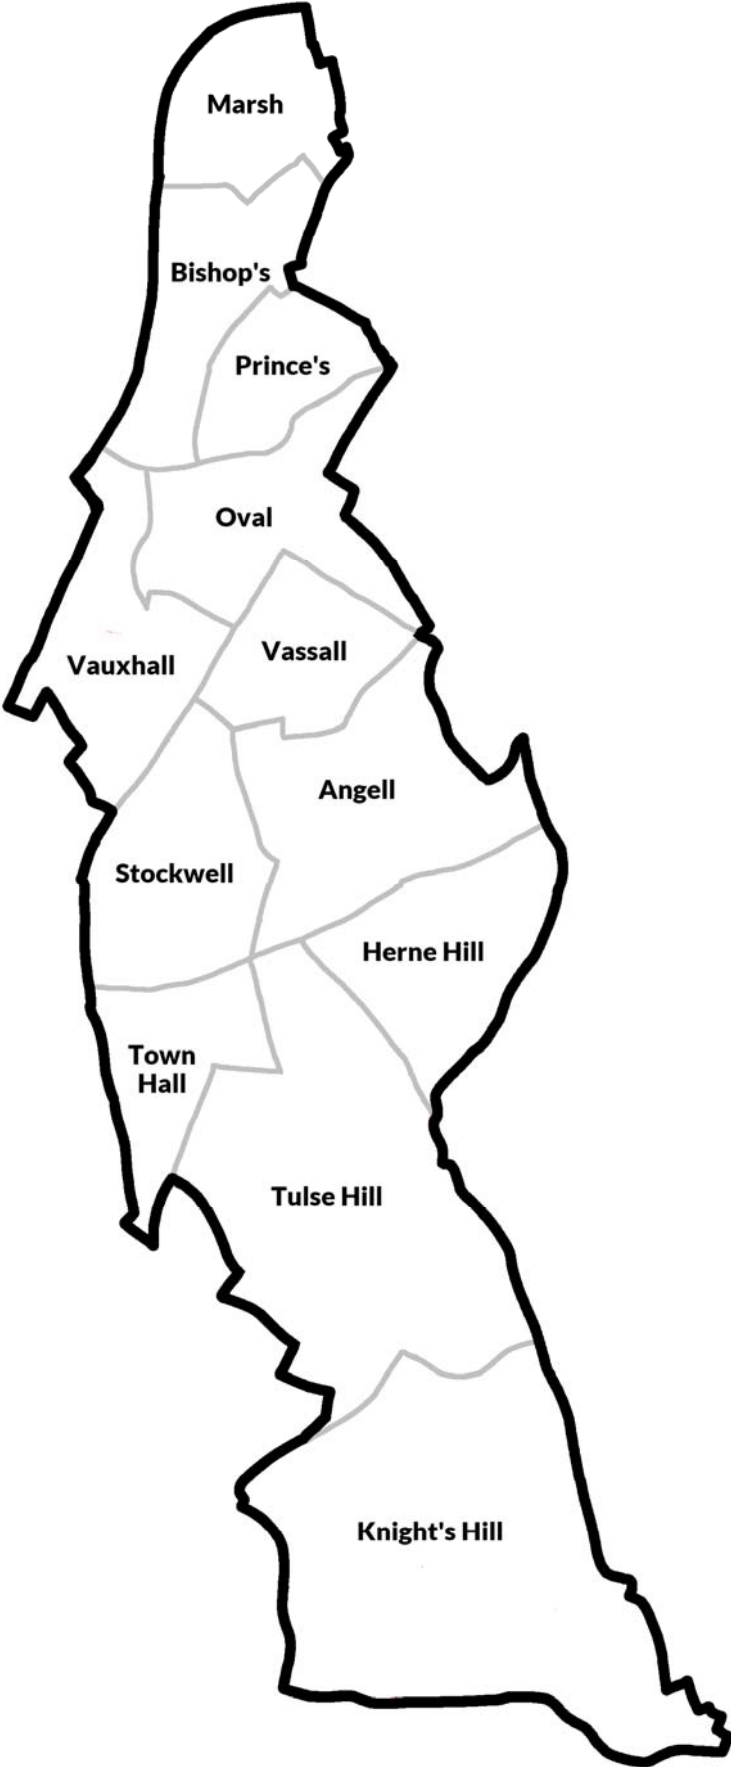 Marsh
Bishop's
Prince's
Oval
Vassall
Vauxhall
Angell
Stockwell
Herne Hill
Town
Hall
Tulse Hill
Knight's Hill